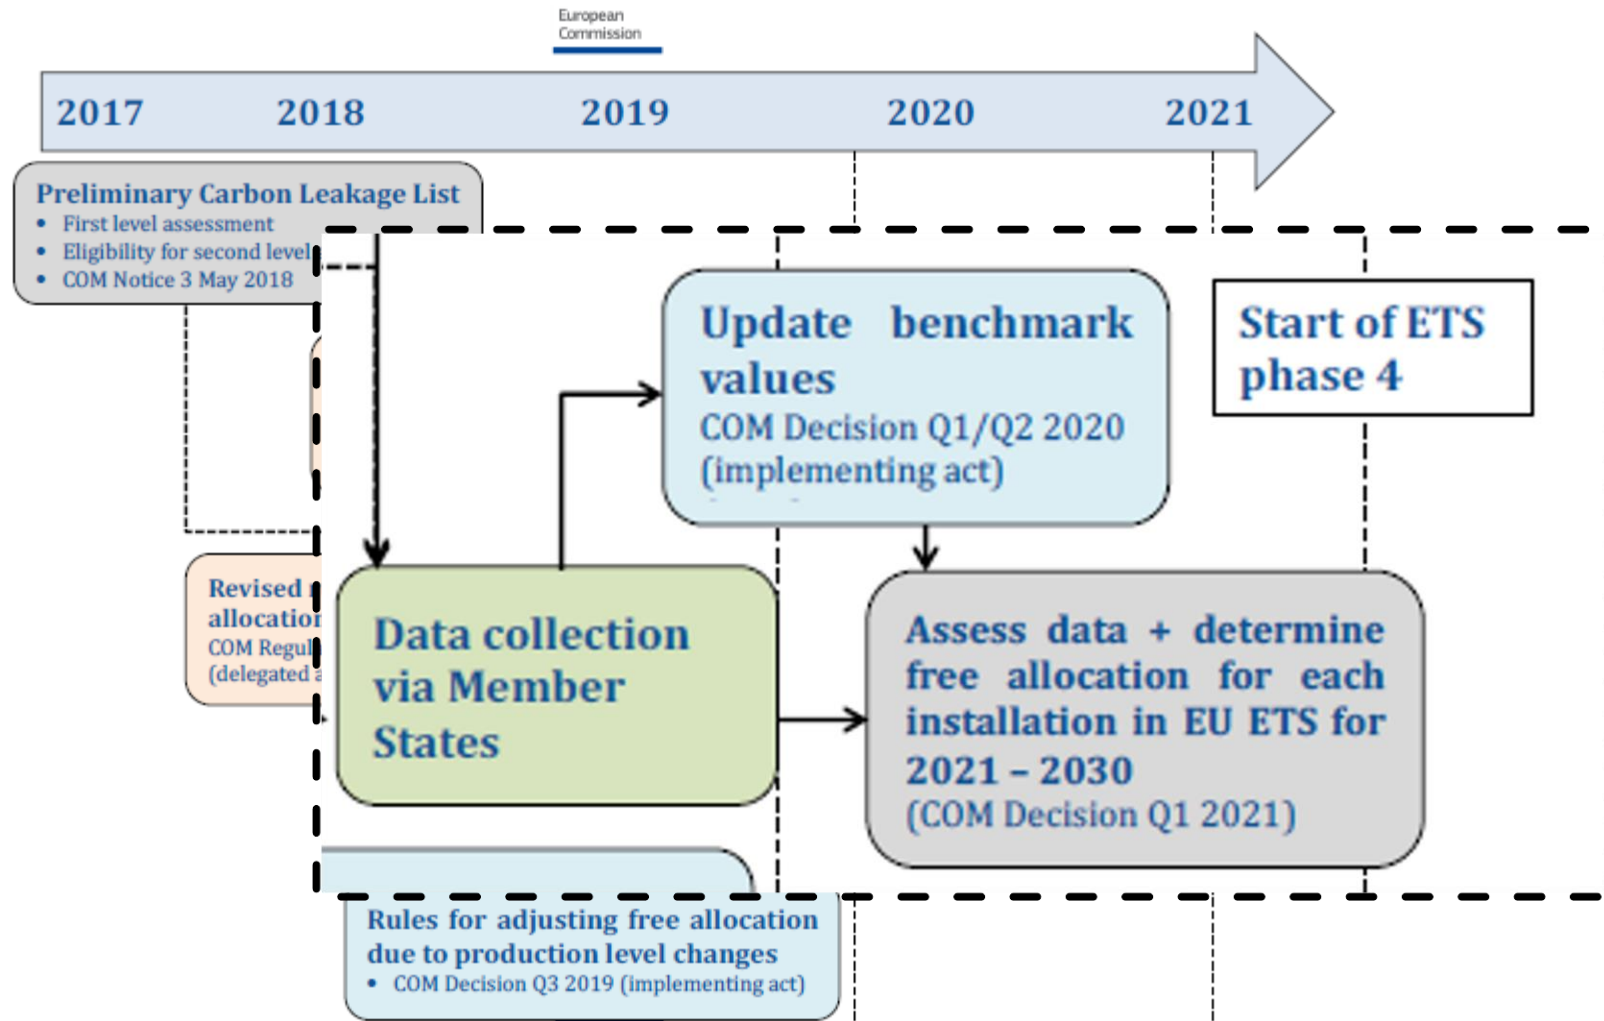 European
Commission
2017 2018 2019 2020 2021
Preliminary Carbon Leakage List
• First level assessment
• Eligibility for second level
• COM Notice 3 May 2018
Update benchmark
values
COM Decision Q1/Q2 2020
(implementing act)
Start of ETS
phase 4
Revised
allocation
COM
(delegated
Data collection
via Member
States
Assess data + determine
free allocation for each
installation in EU ETS for
2021 – 2030
(COM Decision Q1 2021)
Rules for adjusting free allocation
due to production level changes
• COM Decision Q3 2019 (implementing act)